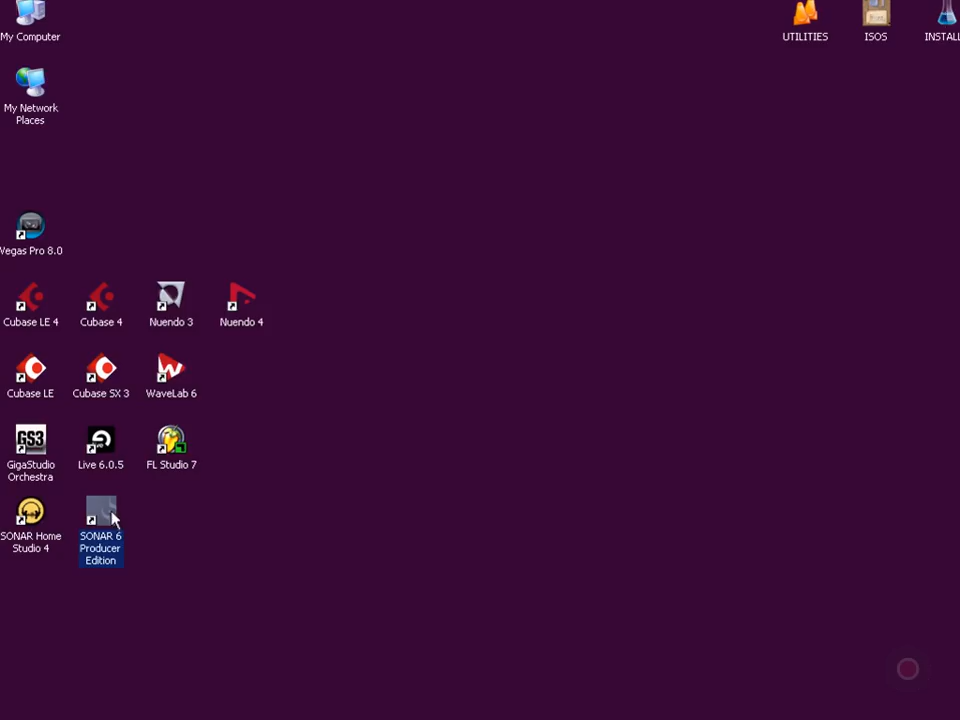 My Computer
UTILITIES
ISOS
INSTALL
My Network
Places
Vegas Pro 8.0
Cubase LE 4
Cubase 4
Nuendo 3
Nuendo 4
Cubase LE
Cubase SX 3
WaveLab 6
GS3
GigaStudio
Orchestra
Live 6.0.5
FL Studio 7
SONAR Home
Studio 4
SONAR 6
Producer
Edition